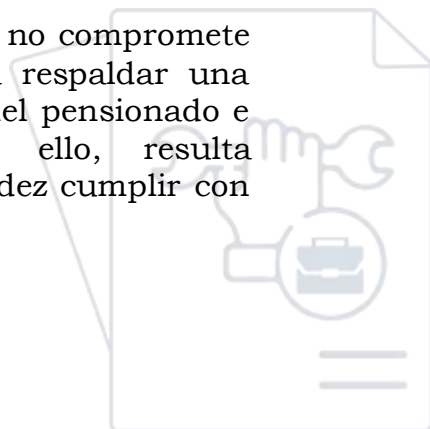 no compromete
respaldar una
el pensionado e
ello, resulta
dez cumplir con